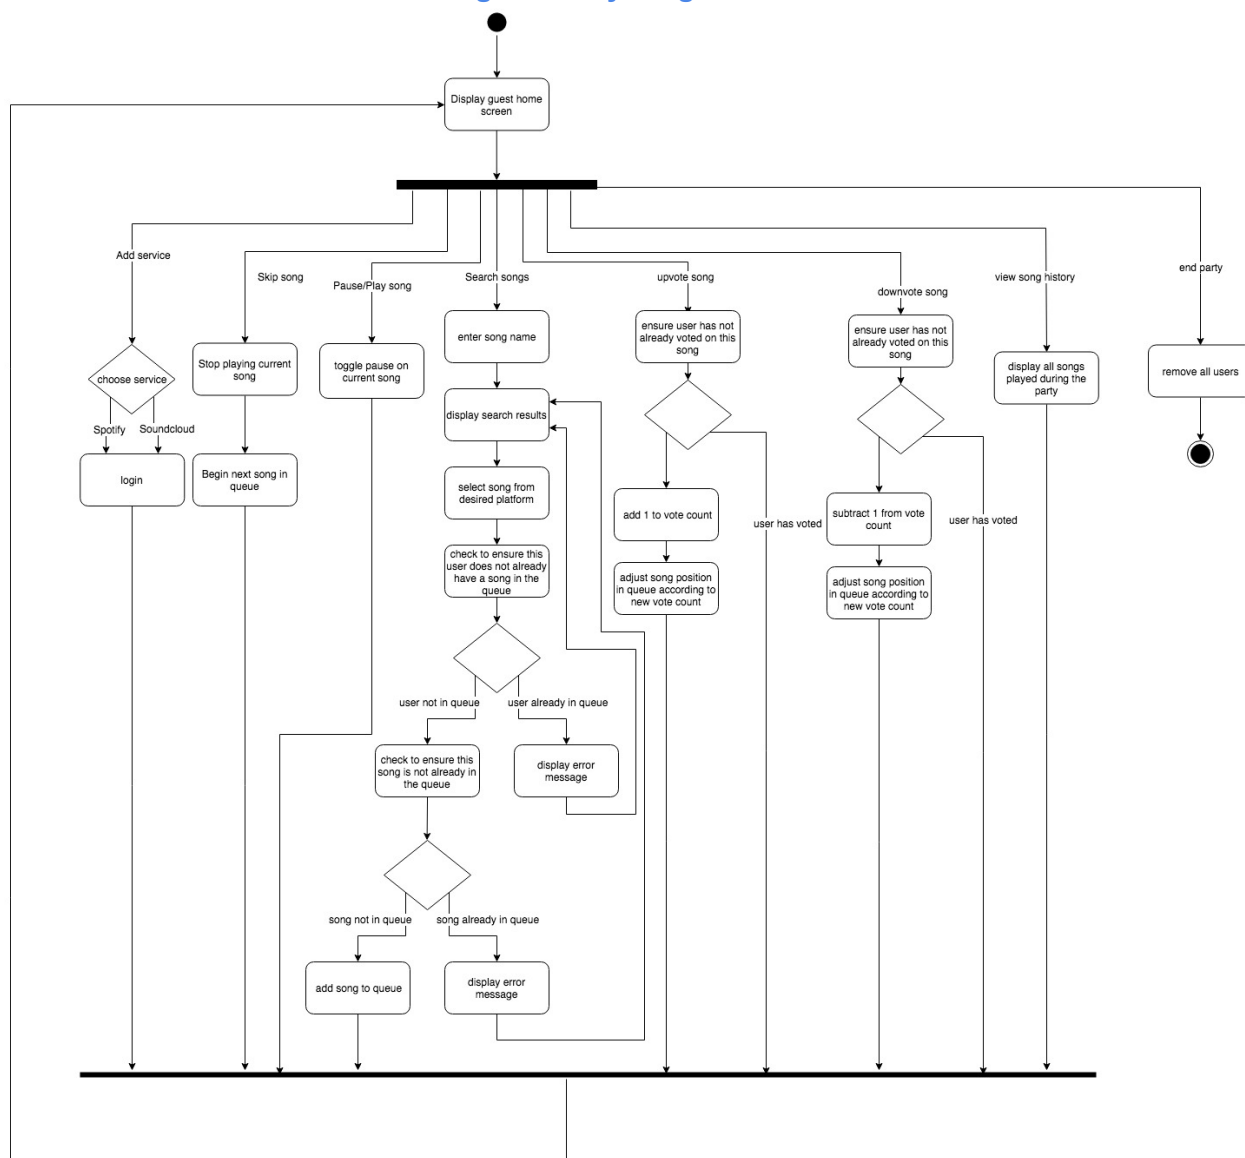 Display guest home
screen
Add service
Skip song
Pause/Play song
Search songs
upvote song
downvote song
view song history
end party
choose service
Spotify
Soundcloud
login
Stop playing current
song
Begin next song in
queue
toggle pause on
current song
enter song name
display search results
select song from
desired platform
check to ensure this
user does not already
have a song in the
queue
user not in queue
user already in queue
check to ensure this
song is not already in
the queue
display error
message
song not in queue
song already in queue
add song to queue
display error
message
ensure user has not
already voted on this
song
add 1 to vote count
user has voted
adjust song position
in queue according to
new vote count
ensure user has not
already voted on this
song
subtract 1 from vote
count
user has voted
adjust song position
in queue according to
new vote count
display all songs
played during the
party
remove all users